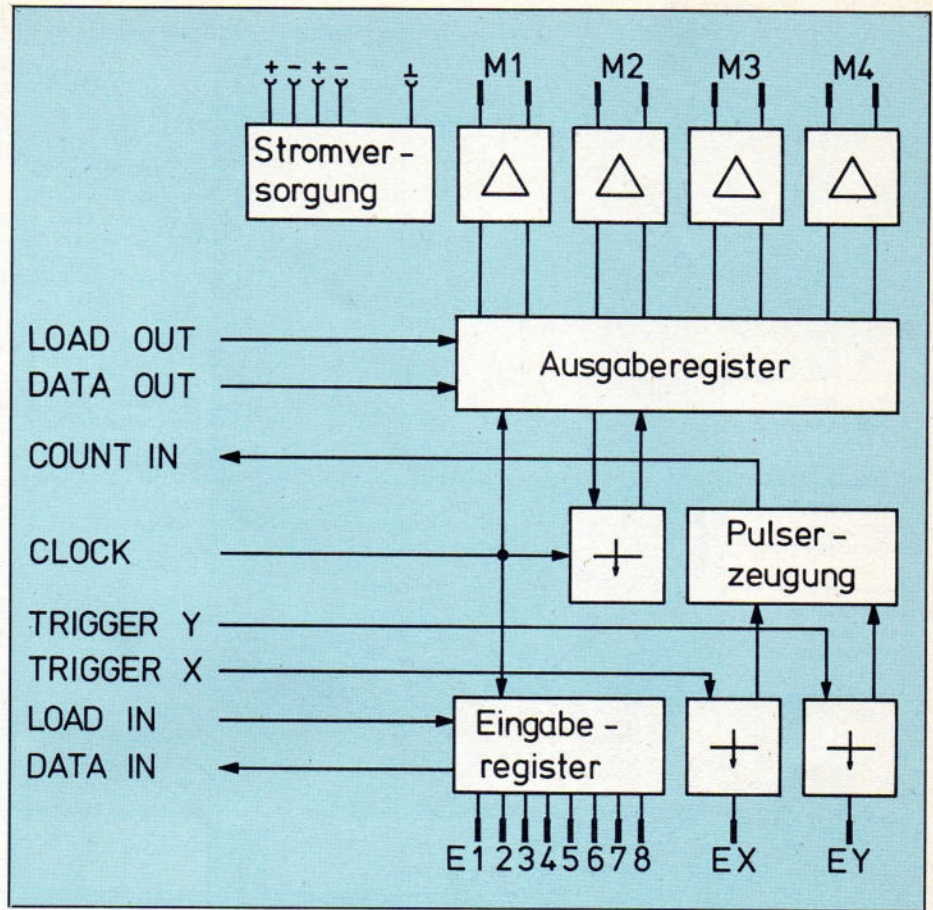 + - + - ⊥
M1 M2 M3 M4
Stromver-
sorgung
LOAD OUT
DATA OUT
Ausgaberegister
COUNT IN
CLOCK
Pulser-
zeugung
TRIGGER Y
TRIGGER X
LOAD IN
DATA IN
Eingabe-
register
E1 2 3 4 5 6 7 8
EX
EY